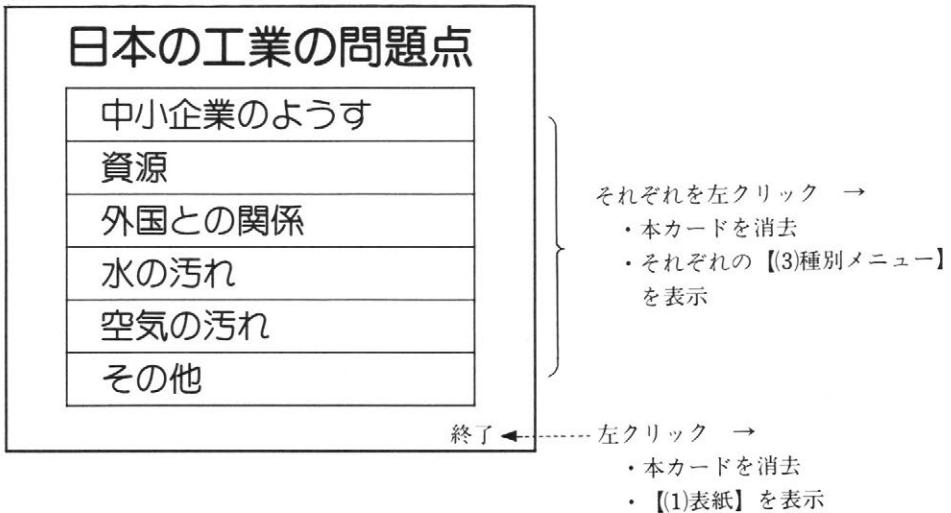 日本の工業の問題点
中小企業のようす
資源
外国との関係
水の汚れ
空気の汚れ
その他
終了
それぞれを左クリック →
・本カードを消去
・それぞれの【(3)種別メニュー】
を表示
左クリック →
・本カードを消去
・【(1)表紙】を表示